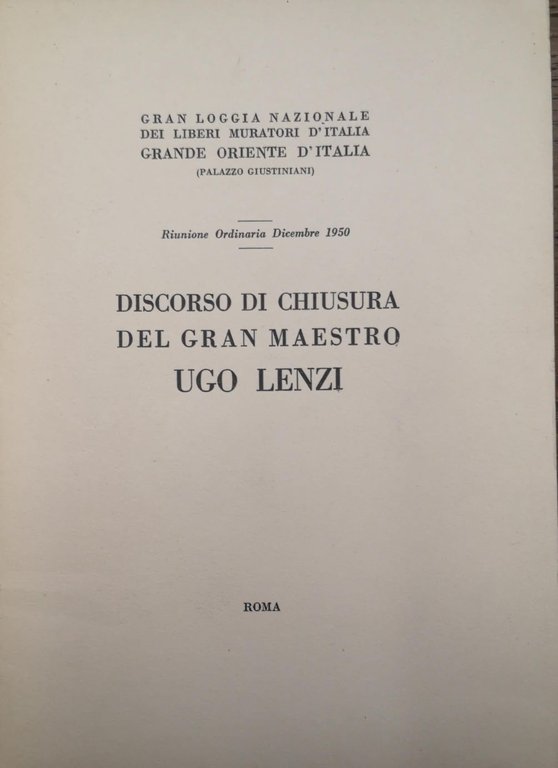 GRAN LOGGIA NAZIONALE
DEI LIBERI MURATORI D'ITALIA
GRANDE ORIENTE D'ITALIA
(PALAZZO GIUSTINIANI)
Riunione Ordinaria Dicembre 1950
DISCORSO DI CHIUSURA
DEL GRAN MAESTRO
UGO LENZI
ROMA